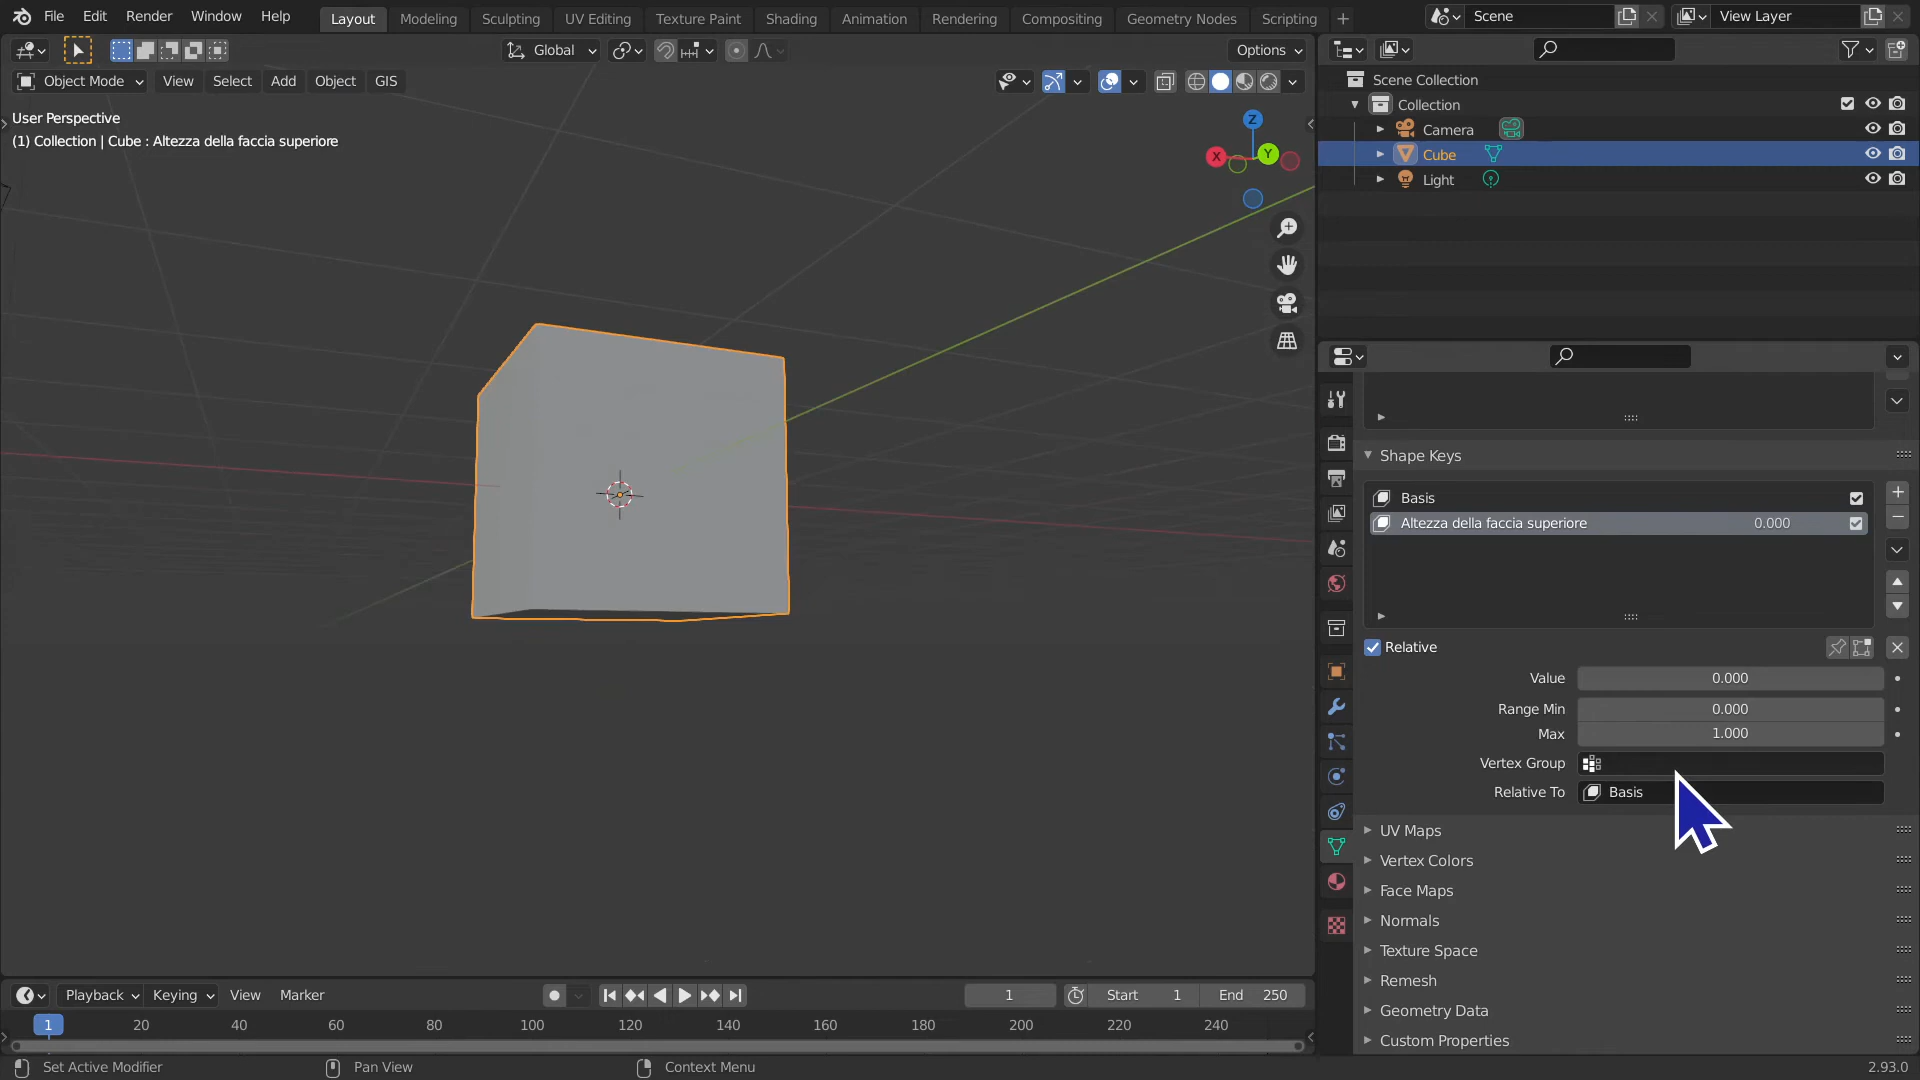 File Edit Render Window Help Layout Modeling Sculpting UV Editing Texture Paint Shading Animation Rendering Compositing Geometry Nodes Scripting Scene View Layer
Global Options
Object Mode View Select Add Object GIS
User Perspective
(1) Collection | Cube : Altezza della faccia superiore
Z
X
Y
Scene Collection
Collection
Camera
Cube
Light
Shape Keys
Basis
Altezza della faccia superiore 0.000
Relative
Value 0.000
Range Min 0.000
Max 1.000
Vertex Group
Relative To Basis
UV Maps
Vertex Colors
Face Maps
Normals
Texture Space
Remesh
Geometry Data
Custom Properties
Playback Keying View Marker 1 Start 1 End 250
1 20 40 60 80 100 120 140 160 180 200 220 240
Set Active Modifier Pan View Context Menu 2.93.0